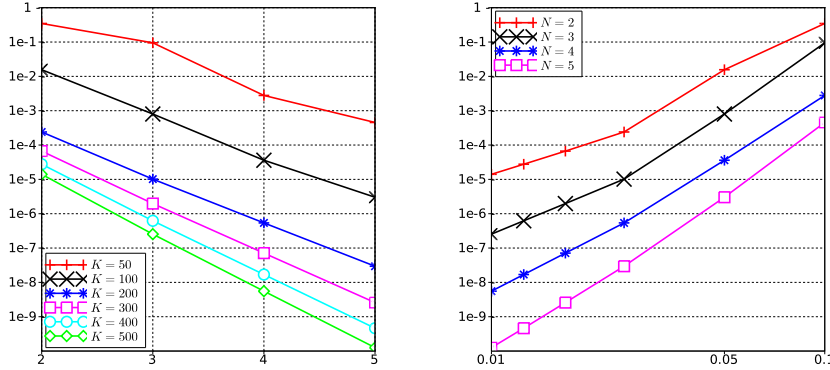 1
1e-1
1e-2
1e-3
1e-4
1e-5
1e-6
1e-7
1e-8
1e-9
2
3
4
5
K = 50
K = 100
K = 200
K = 300
K = 400
K = 500
1
1e-1
1e-2
1e-3
1e-4
1e-5
1e-6
1e-7
1e-8
1e-9
0.01
0.05
0.1
N = 2
N = 3
N = 4
N = 5